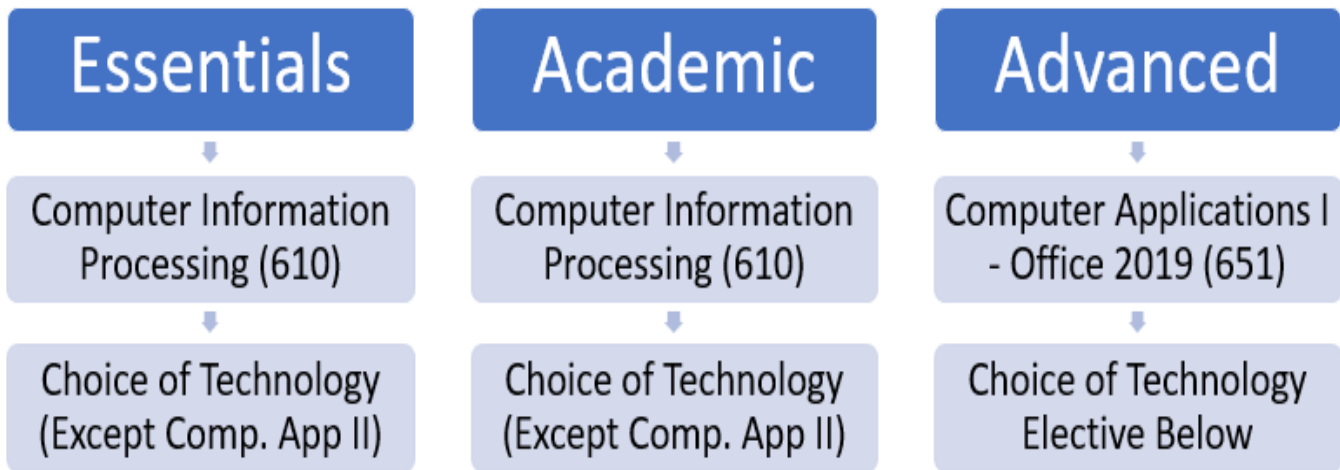 Essentials
Computer Information
Processing (610)
Choice of Technology
(Except Comp. App II)
Academic
Computer Information
Processing (610)
Choice of Technology
(Except Comp. App II)
Advanced
Computer Applications I
- Office 2019 (651)
Choice of Technology
Elective Below